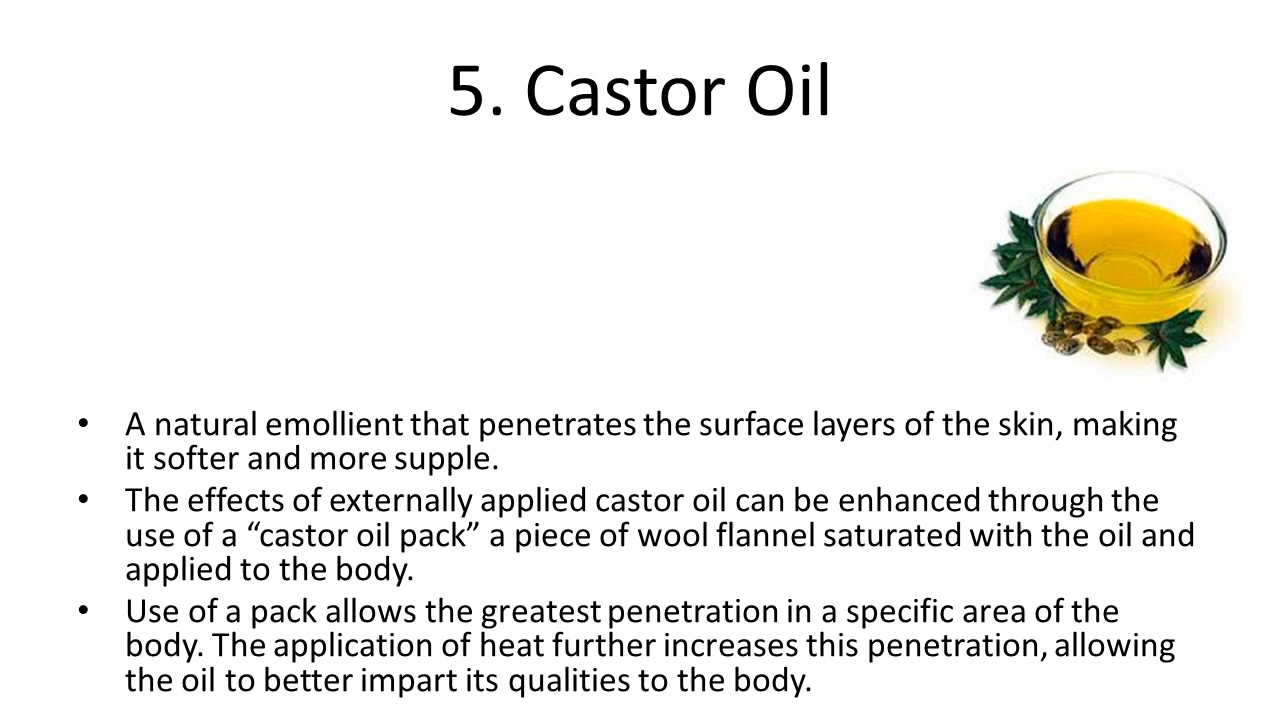 5. Castor Oil
• A natural emollient that penetrates the surface layers of the skin, making
it softer and more supple.
• The effects of externally applied castor oil can be enhanced through the
use of a “castor oil pack” a piece of wool flannel saturated with the oil and
applied to the body.
• Use of a pack allows the greatest penetration in a specific area of the
body. The application of heat further increases this penetration, allowing
the oil to better impart its qualities to the body.